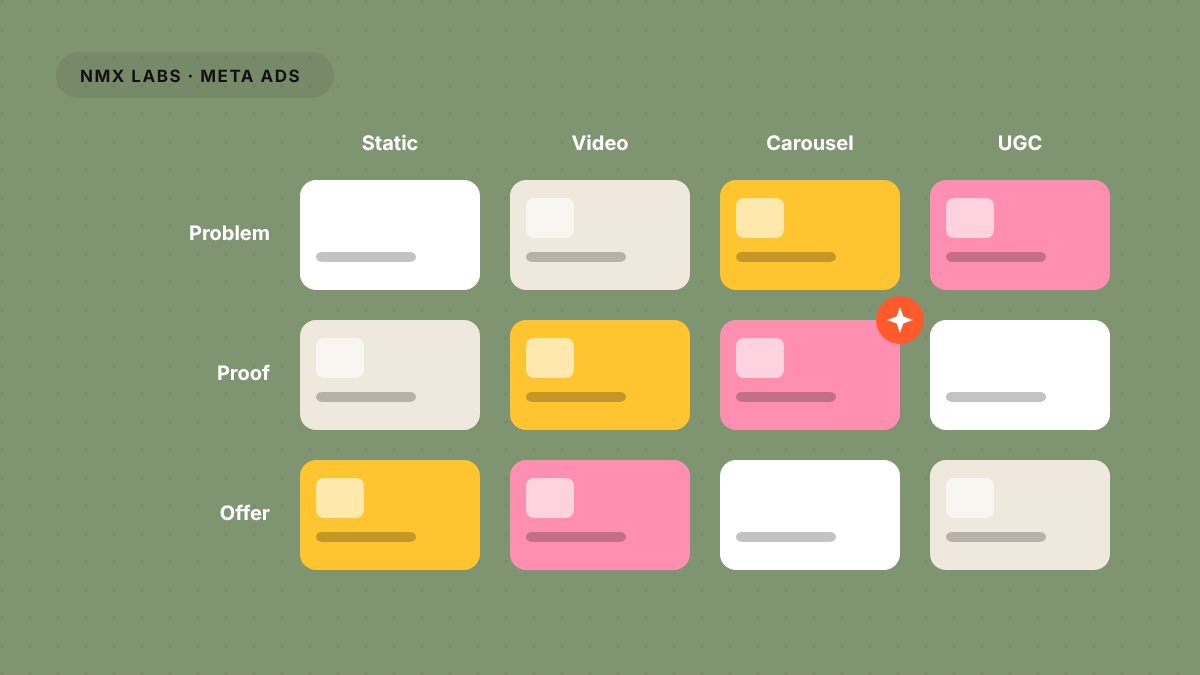 NMX LABS · META ADS
Static Video Carousel UGC
Problem
Proof
Offer